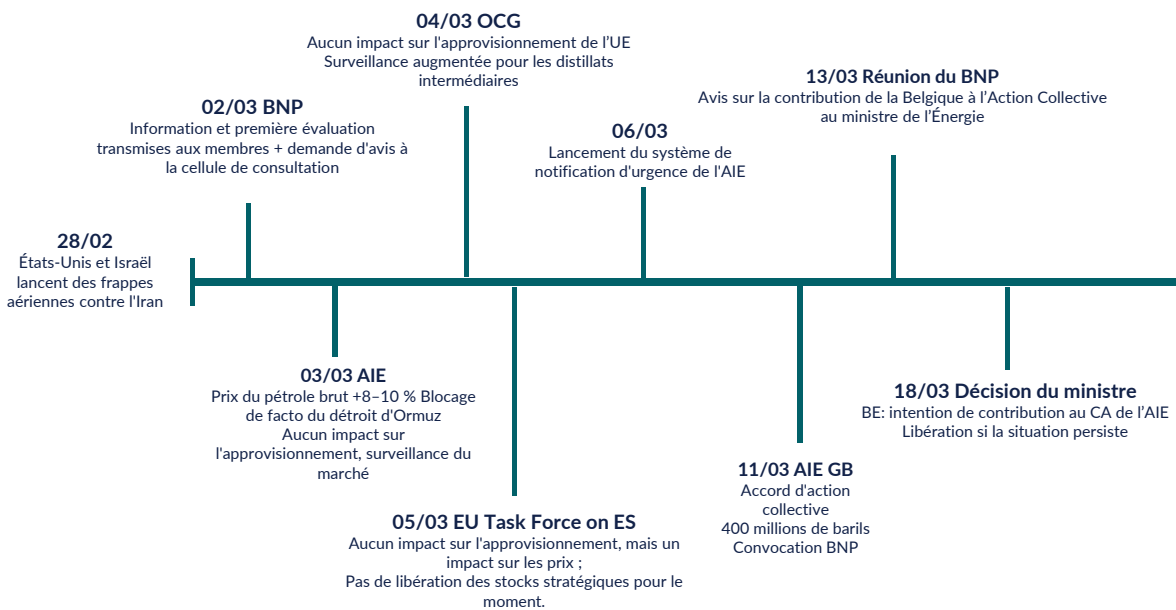 28/02
États-Unis et Israël
lancent des frappes
aériennes contre l'Iran
02/03 BNP
Information et première évaluation
transmises aux membres + demande d'avis à
la cellule de consultation
03/03 AIE
Prix du pétrole brut +8–10 % Blocage
de facto du détroit d'Ormuz
Aucun impact sur
l'approvisionnement, surveillance du
marché
04/03 OCG
Aucun impact sur l'approvisionnement de l’UE
Surveillance augmentée pour les distillats
intermédiaires
05/03 EU Task Force on ES
Aucun impact sur l'approvisionnement, mais un
impact sur les prix ;
Pas de libération des stocks stratégiques pour le
moment.
06/03
Lancement du système de
notification d'urgence de l'AIE
11/03 AIE GB
Accord d'action
collective
400 millions de barils
Convocation BNP
13/03 Réunion du BNP
Avis sur la contribution de la Belgique à l’Action Collective
au ministre de l’Énergie
18/03 Décision du ministre
BE: intention de contribution au CA de l’AIE
Libération si la situation persiste